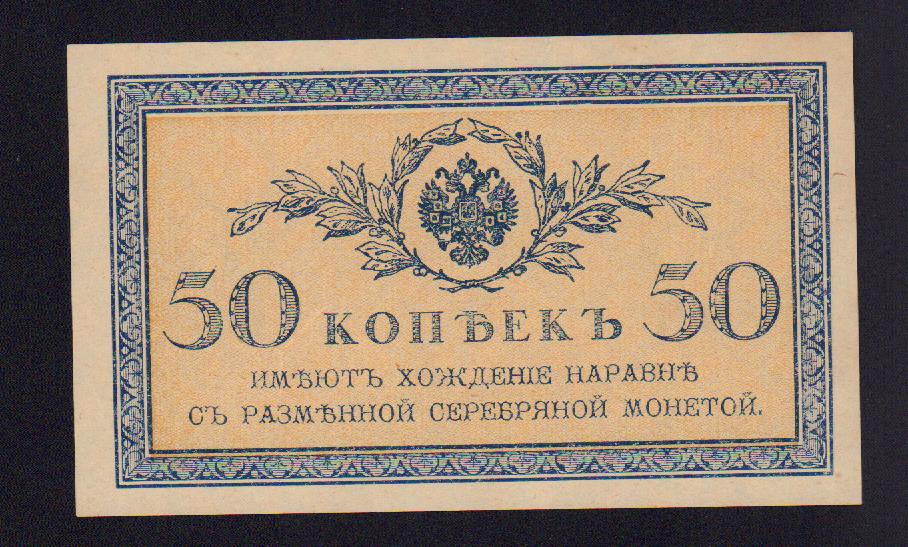 50 КОПѢЕКЪ 50
ИМѢЮТЪ ХОЖДЕНІЕ НАРАВНѢ
СЪ РАЗМѢННОЙ СЕРЕБРЯНОЙ МОНЕТОЙ.